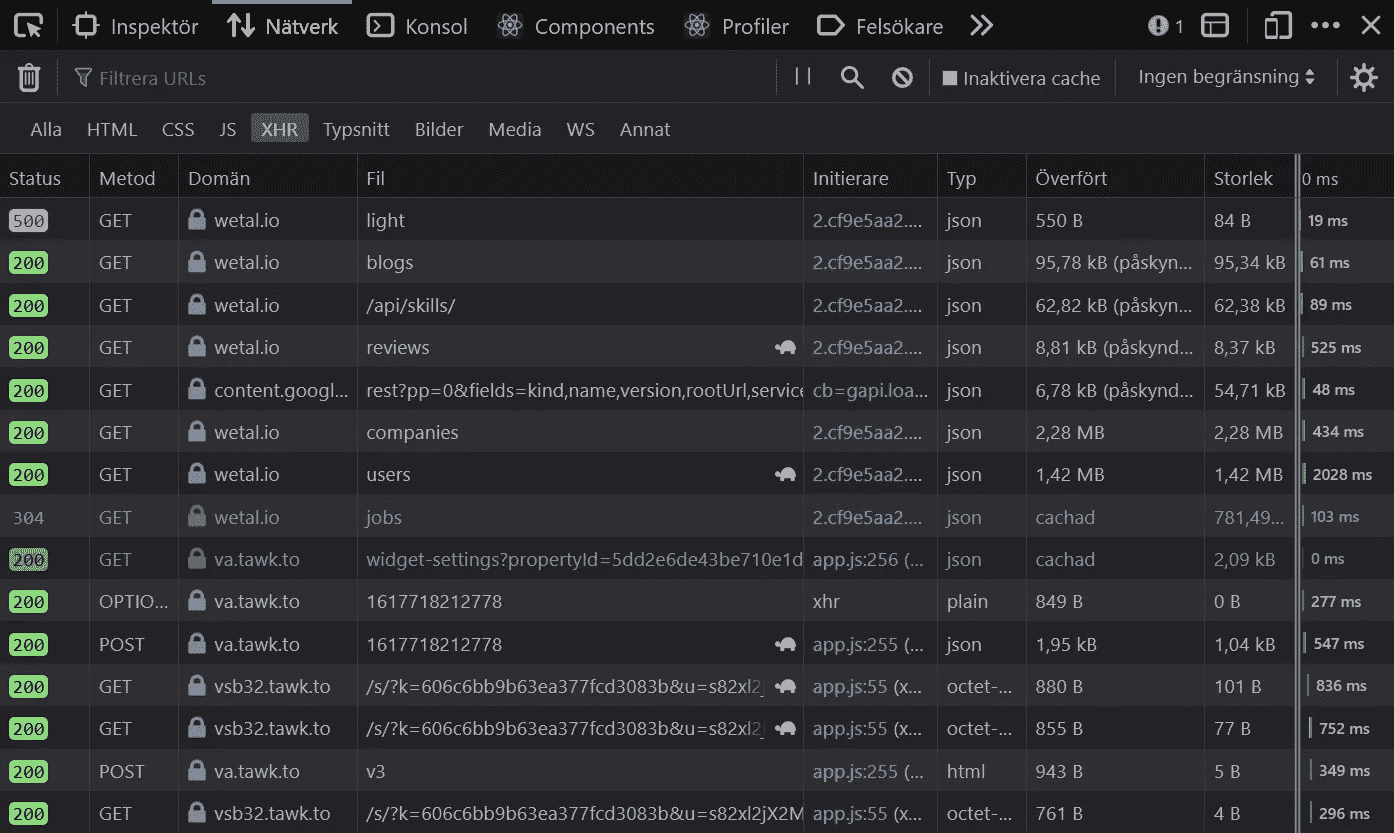 Inspektör Nätverk Konsol Components Profiler Felsökare 1
Filtrera URLs Inaktivera cache Ingen begränsning
Alla HTML CSS JS XHR Typsnitt Bilder Media WS Annat
Status Metod Domän Fil Initierare Typ Överfört Storlek 0 ms
500 GET wetal.io light 2.cf9e5aa2.... json 550 B 84 B 19 ms
200 GET wetal.io blogs 2.cf9e5aa2.... json 95,78 kB (påskyn... 95,34 kB 61 ms
200 GET wetal.io /api/skills/ 2.cf9e5aa2.... json 62,82 kB (påskyn... 62,38 kB 89 ms
200 GET wetal.io reviews 2.cf9e5aa2.... json 8,81 kB (påskynd... 8,37 kB 525 ms
200 GET content.googl... rest?pp=0&fields=kind,name,version,rootUrl,service cb=gapi.loa... json 6,78 kB (påskynd... 54,71 kB 48 ms
200 GET wetal.io companies 2.cf9e5aa2.... json 2,28 MB 2,28 MB 434 ms
200 GET wetal.io users 2.cf9e5aa2.... json 1,42 MB 1,42 MB 2028 ms
304 GET wetal.io jobs 2.cf9e5aa2.... json cachad 781,49... 103 ms
200 GET va.tawk.to widget-settings?propertyId=5dd2e6de43be710e1d app.js:256 (... json cachad 2,09 kB 0 ms
200 OPTIO... va.tawk.to 1617718212778 xhr plain 849 B 0 B 277 ms
200 POST va.tawk.to 1617718212778 app.js:255 (... json 1,95 kB 1,04 kB 547 ms
200 GET vsb32.tawk.to /s/?k=606c6bb9b63ea377fcd3083b&u=s82xl2j app.js:55 (x... octet-... 880 B 101 B 836 ms
200 GET vsb32.tawk.to /s/?k=606c6bb9b63ea377fcd3083b&u=s82xl2j app.js:55 (x... octet-... 855 B 77 B 752 ms
200 POST va.tawk.to v3 app.js:255 (... html 943 B 5 B 349 ms
200 GET vsb32.tawk.to /s/?k=606c6bb9b63ea377fcd3083b&u=s82xl2jX2M app.js:55 (x... octet-... 761 B 4 B 296 ms